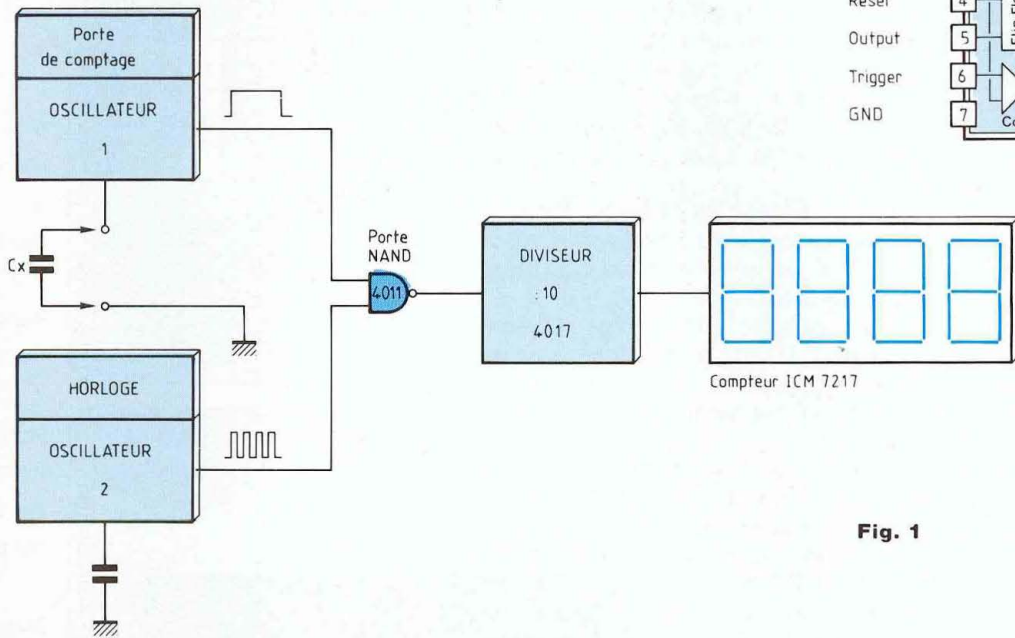 Porte
de comptage
OSCILLATEUR
1
Cx
HORLOGE
OSCILLATEUR
2
Porte
NAND
4011
DIVISEUR
: 10
4017
Compteur ICM 7217
Reset
4
Output
5
Trigger
6
GND
7
Co
Fig. 1